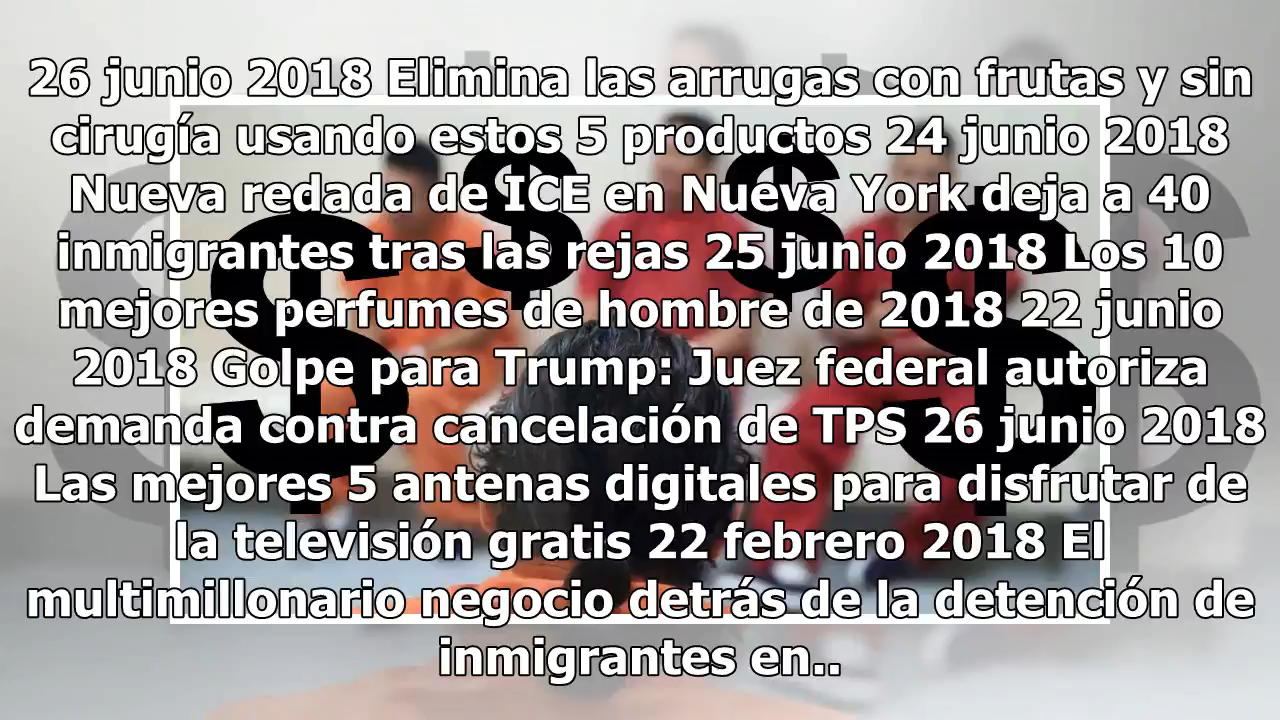 26 junio 2018 Elimina las arrugas con frutas y sin
cirugía usando estos 5 productos 24 junio 2018
Nueva redada de ICE en Nueva York deja a 40
inmigrantes tras las rejas 25 junio 2018 Los 10
mejores perfumes de hombre de 2018 22 junio
2018 Golpe para Trump: Juez federal autoriza
demanda contra cancelación de TPS 26 junio 2018
Las mejores 5 antenas digitales para disfrutar de
la televisión gratis 22 febrero 2018 El
multimillonario negocio detrás de la detención de
inmigrantes en..